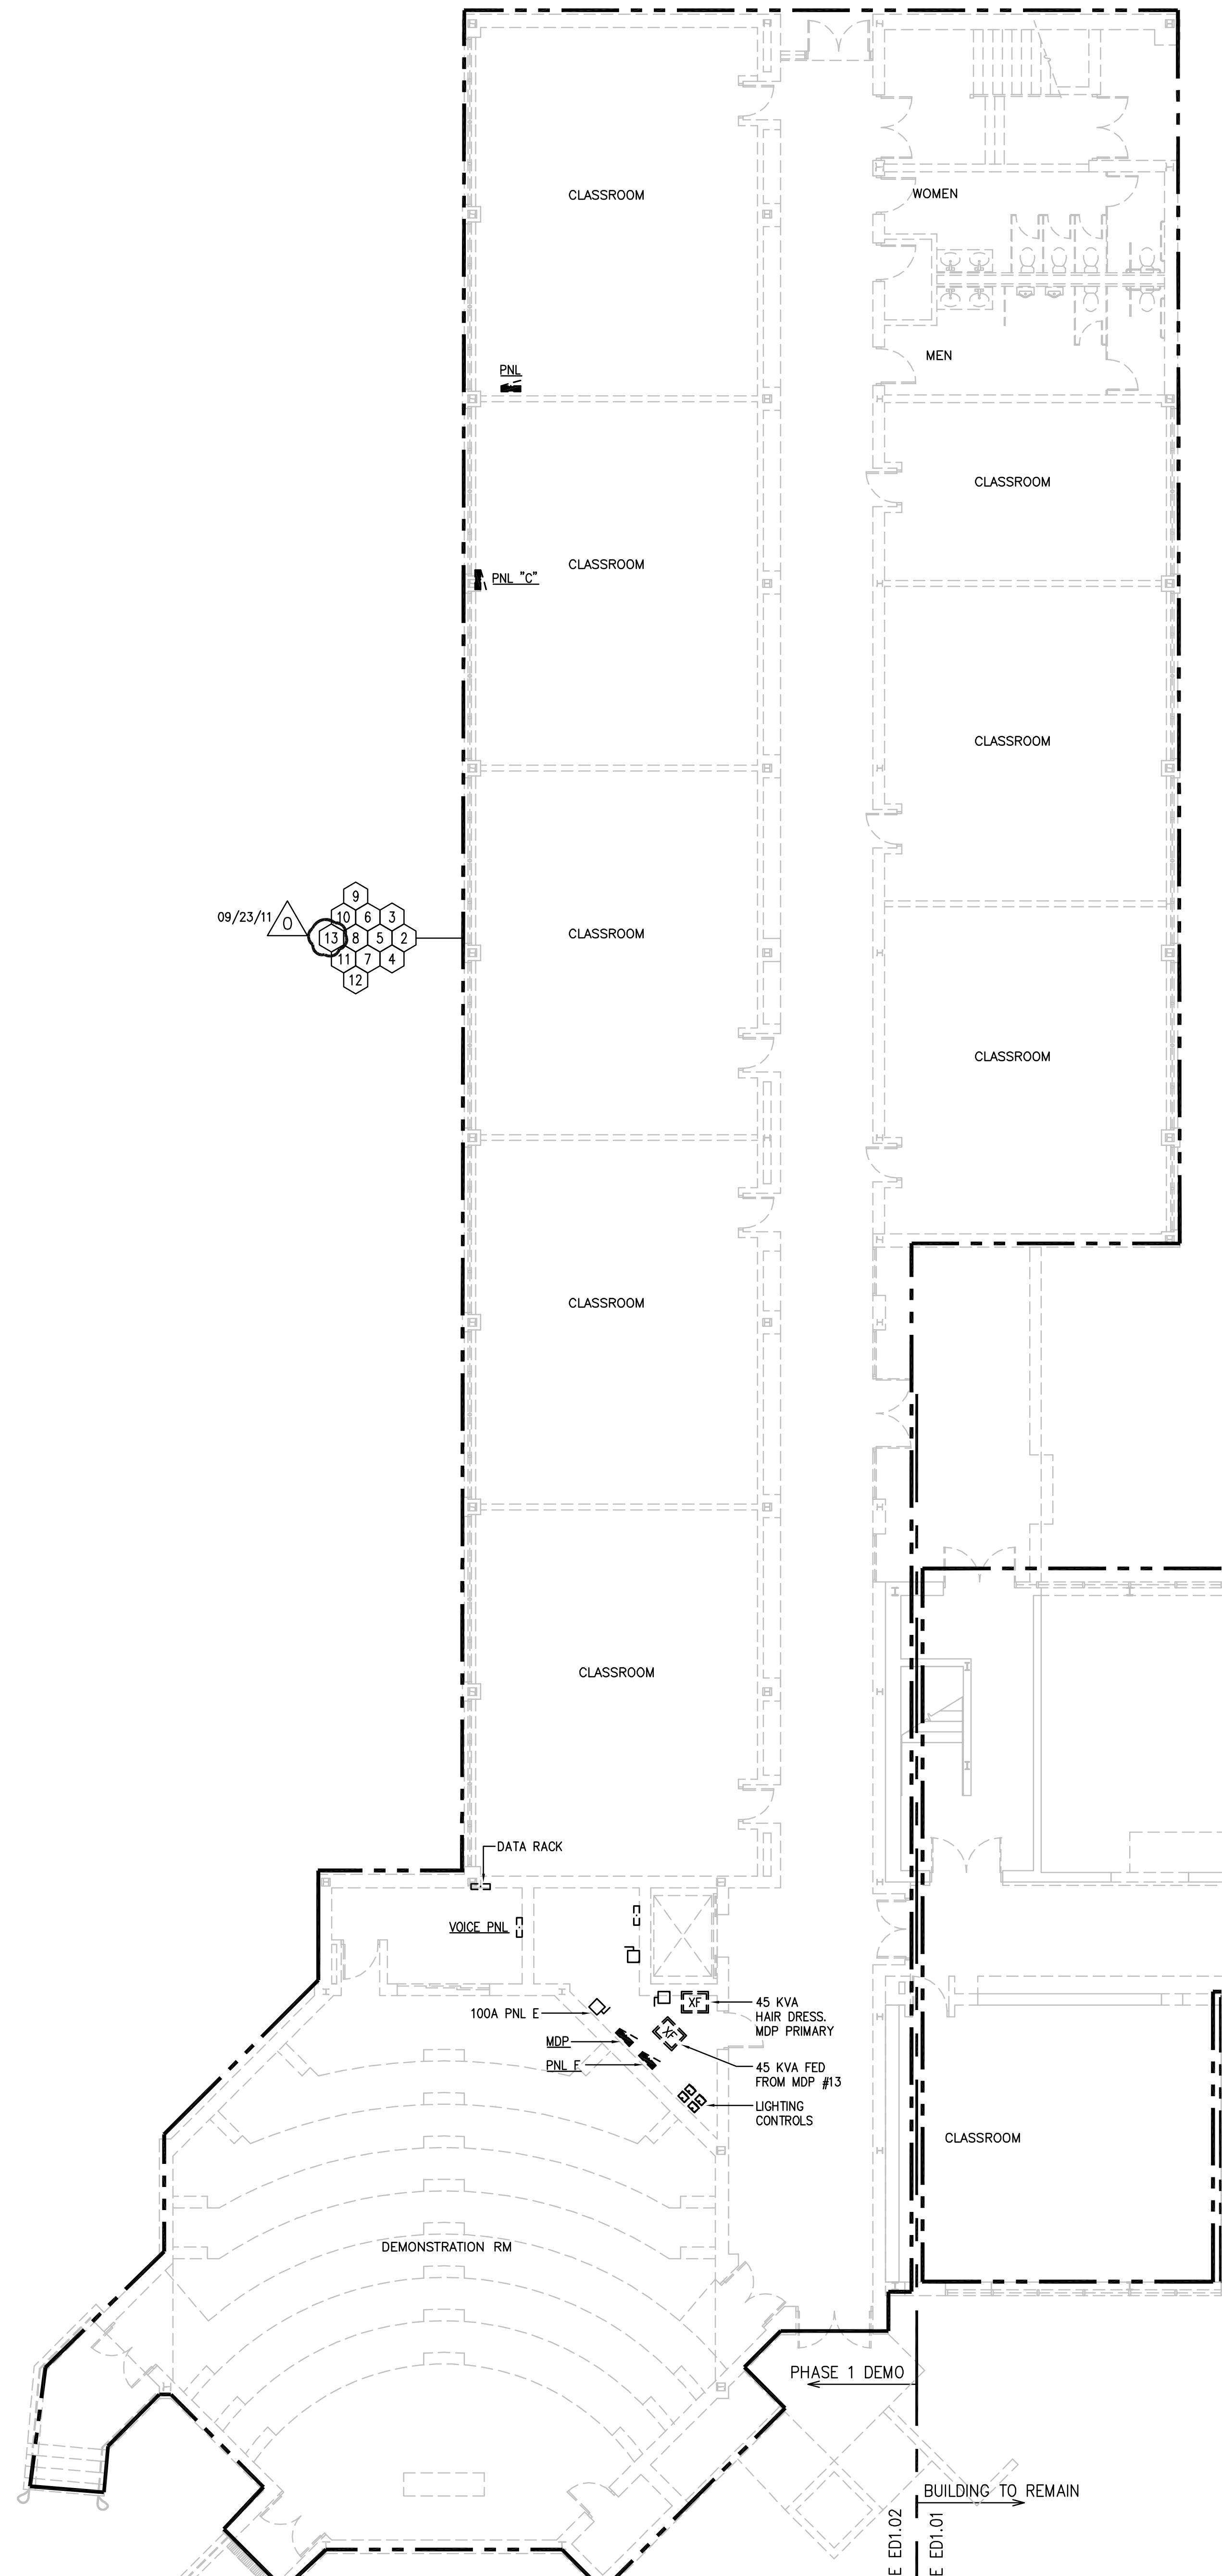 CLASSROOM
WOMEN
MEN
PNL
CLASSROOM
CLASSROOM
PNL "C"
CLASSROOM
09/23/11
0
9
10
6
3
13
8
5
2
11
7
4
12
CLASSROOM
CLASSROOM
CLASSROOM
CLASSROOM
DATA RACK
VOICE PNL
100A PNL E
XF
45 KVA
HAIR DRESS.
MDP PRIMARY
MDP
XF
PNL F
45 KVA FED
FROM MDP #13
LIGHTING
CONTROLS
CLASSROOM
DEMONSTRATION RM
PHASE 1 DEMO
BUILDING TO REMAIN
E ED1.02
E ED1.01